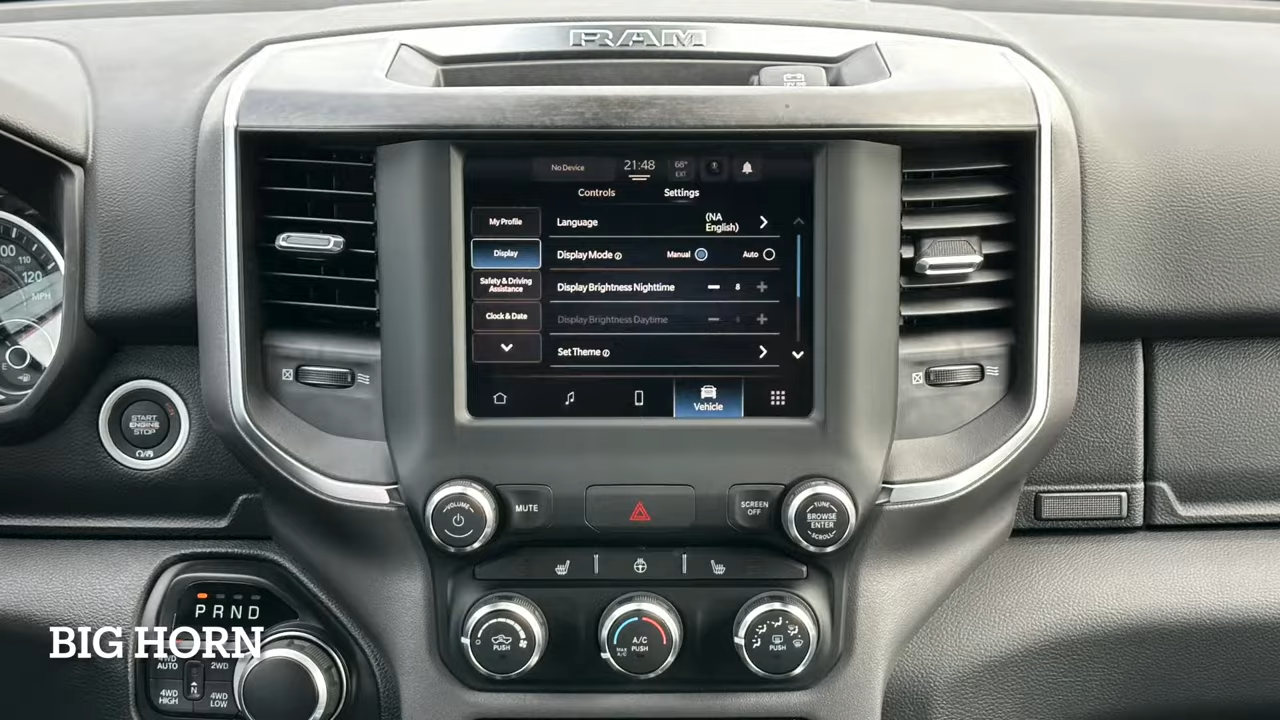 RAM
No Device
21:48
68°
EXT
Controls
Settings
My Profile
Language
(NA
English)
Display
Display Mode
Manual
Auto
Safety & Driving
Assistance
Display Brightness Nighttime
8
Clock & Date
Display Brightness Daytime
Set Theme
Vehicle
110
120
MPH
E
START
ENGINE
STOP
VOLUME
MUTE
SCREEN
OFF
TUNE
BROWSE
ENTER
SCROLL
PUSH
A/C
PUSH
MAX
A/C
PUSH
P R N D
BIG HORN
4WD
AUTO
2WD
N
4WD
HIGH
4WD
LOW